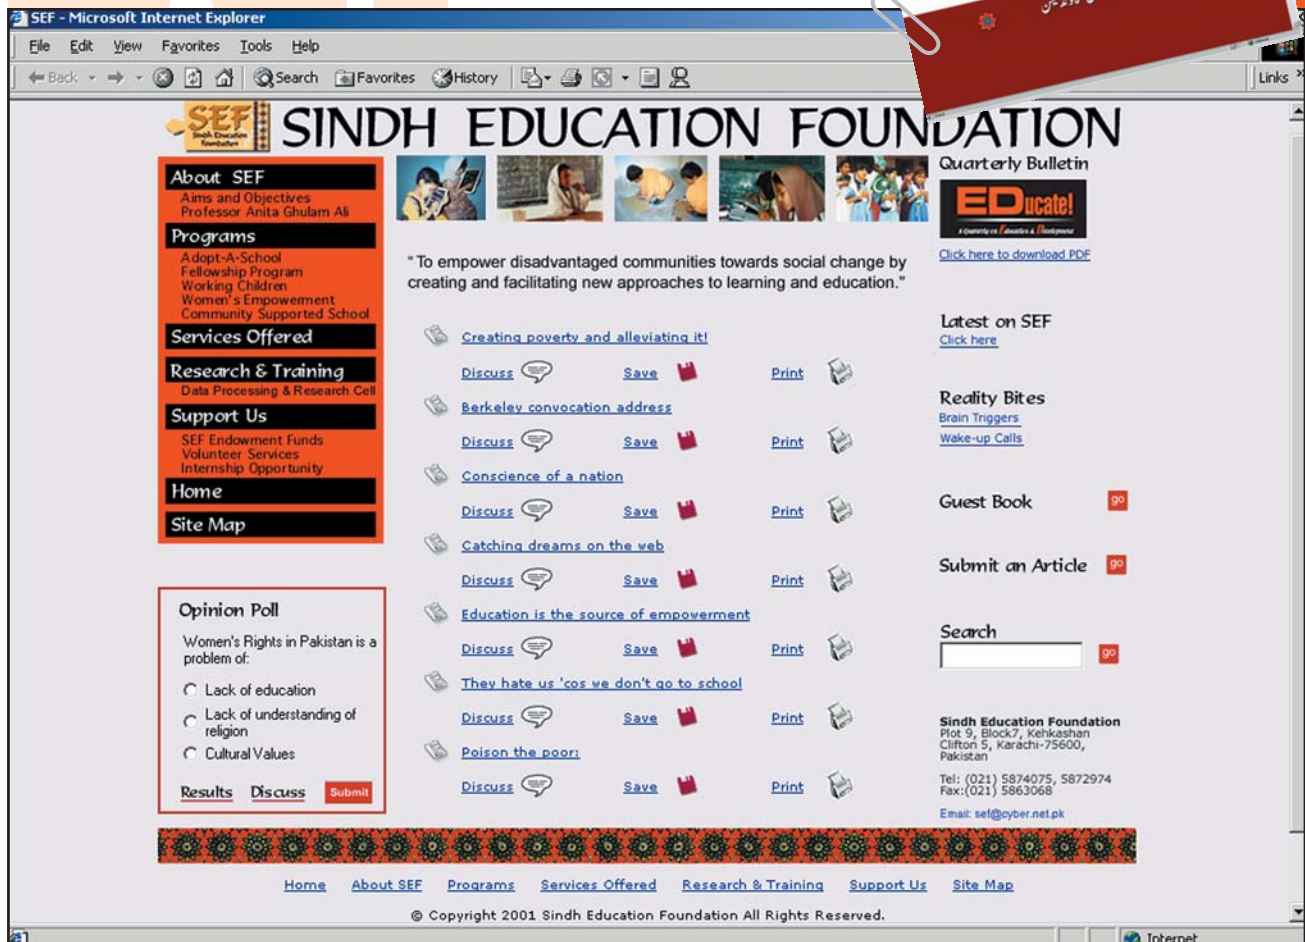 SEF - Microsoft Internet Explorer
File Edit View Favorites Tools Help
Back Search Favorites History
Links »
SEF
Sindh Education
Foundation
SINDH EDUCATION FOUNDATION
About SEF
Aims and Objectives
Professor Anita Ghulam Ali
Programs
Adopt-A-School
Fellowship Program
Working Children
Women's Empowerment
Community Supported School
Services Offered
Research & Training
Data Processing & Research Cell
Support Us
SEF Endowment Funds
Volunteer Services
Internship Opportunity
Home
Site Map
Opinion Poll
Women's Rights in Pakistan is a
problem of:
Lack of education
Lack of understanding of
religion
Cultural Values
Results Discuss Submit
"To empower disadvantaged communities towards social change by
creating and facilitating new approaches to learning and education."
Creating poverty and alleviating it!
Discuss Save Print
Berkeley convocation address
Discuss Save Print
Conscience of a nation
Discuss Save Print
Catching dreams on the web
Discuss Save Print
Education is the source of empowerment
Discuss Save Print
They hate us 'cos we don't go to school
Discuss Save Print
Poison the poor:
Discuss Save Print
Quarterly Bulletin
EDucate!
A Quarterly on Education & Development
Click here to download PDF
Latest on SEF
Click here
Reality Bites
Brain Triggers
Wake-up Calls
Guest Book go
Submit an Article go
Search
go
Sindh Education Foundation
Plot 9, Block7, Kehkashan
Clifton 5, Karachi-75600,
Pakistan
Tel: (021) 5874075, 5872974
Fax:(021) 5863068
Email: sef@cyber.net.pk
Home About SEF Programs Services Offered Research & Training Support Us Site Map
© Copyright 2001 Sindh Education Foundation All Rights Reserved.
Internet